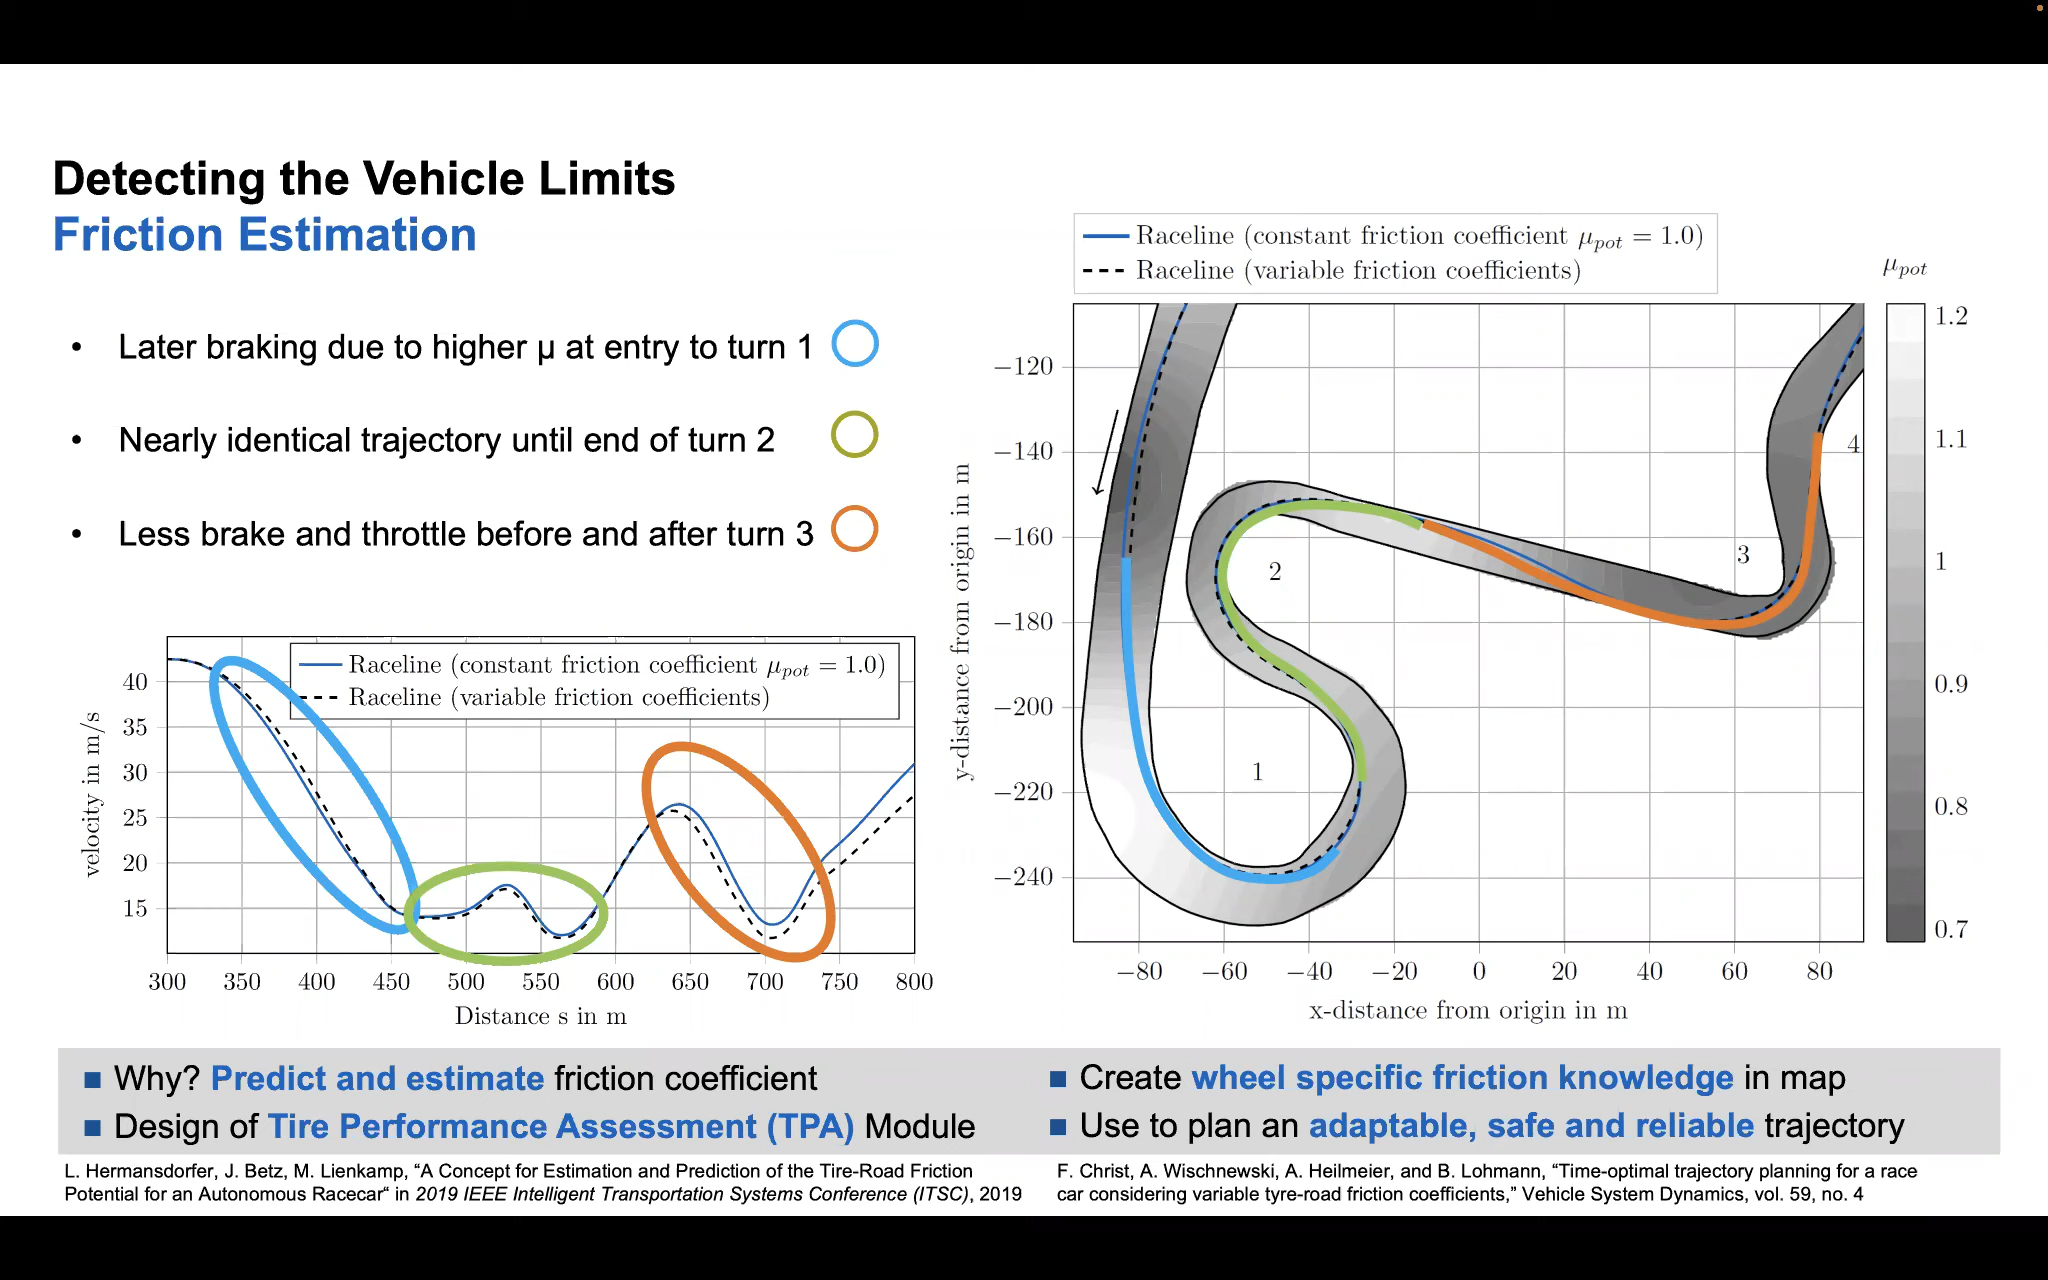 Detecting the Vehicle Limits
Friction Estimation
• Later braking due to higher μ at entry to turn 1
• Nearly identical trajectory until end of turn 2
• Less brake and throttle before and after turn 3
Raceline (constant friction coefficient μpot = 1.0)
Raceline (variable friction coefficients)
velocity in m/s
40
35
30
25
20
15
300 350 400 450 500 550 600 650 700 750 800
Distance s in m
Raceline (constant friction coefficient μpot = 1.0)
Raceline (variable friction coefficients)
μpot
y-distance from origin in m
−120
−140
−160
−180
−200
−220
−240
1
2
3
4
−80 −60 −40 −20 0 20 40 60 80
x-distance from origin in m
1.2
1.1
1
0.9
0.8
0.7
■ Why? Predict and estimate friction coefficient
■ Design of Tire Performance Assessment (TPA) Module
■ Create wheel specific friction knowledge in map
■ Use to plan an adaptable, safe and reliable trajectory
L. Hermansdorfer, J. Betz, M. Lienkamp, “A Concept for Estimation and Prediction of the Tire-Road Friction
Potential for an Autonomous Racecar“ in 2019 IEEE Intelligent Transportation Systems Conference (ITSC), 2019
F. Christ, A. Wischnewski, A. Heilmeier, and B. Lohmann, “Time-optimal trajectory planning for a race
car considering variable tyre-road friction coefficients,” Vehicle System Dynamics, vol. 59, no. 4